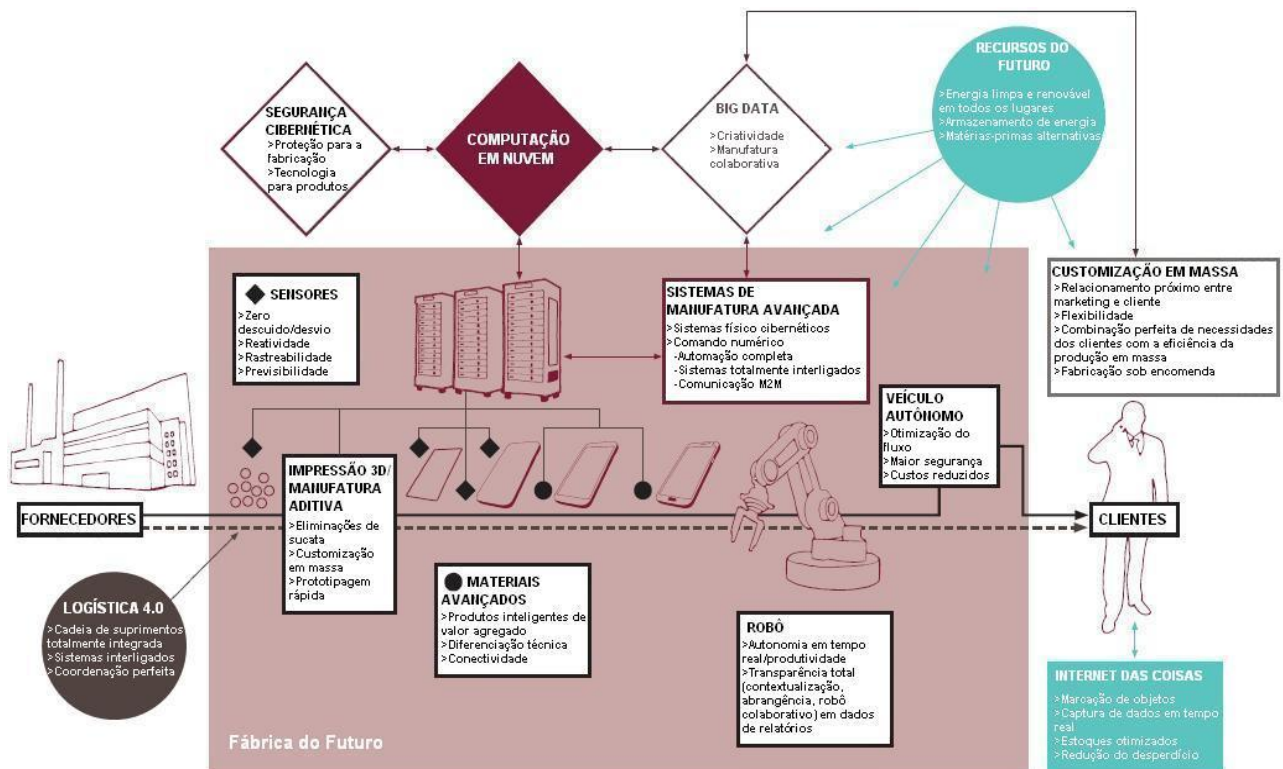 SEGURANÇA
CIBERNÉTICA
>Proteção para a
fabricação
>Tecnologia
para produtos
COMPUTAÇÃO
EM NUVEM
BIG DATA
>Criatividade
>Manufatura
colaborativa
RECURSOS DO
FUTURO
>Energia limpa e renovável
em todos os lugares
>Armazenamento de energia
>Matérias-primas alternativas
SENSORES
>Zero
descuido/desvio
>Reatividade
>Rastreabilidade
>Previsibilidade
SISTEMAS DE
MANUFATURA AVANÇADA
>Sistemas físico cibernéticos
>Comando numérico
-Automação completa
-Sistemas totalmente interligados
-Comunicação M2M
CUSTOMIZAÇÃO EM MASSA
>Relacionamento próximo entre
marketing e cliente
>Flexibilidade
>Combinação perfeita de necessidades
dos clientes com a eficiência da
produção em massa
>Fabricação sob encomenda
VEÍCULO
AUTÔNOMO
>Otimização do
fluxo
>Maior segurança
>Custos reduzidos
FORNECEDORES
IMPRESSÃO 3D/
MANUFATURA
ADITIVA
>Eliminações de
sucata
>Customização
em massa
>Prototipagem
rápida
CLIENTES
LOGÍSTICA 4.0
>Cadeia de suprimentos
totalmente integrada
>Sistemas interligados
>Coordenação perfeita
MATERIAIS
AVANÇADOS
>Produtos inteligentes de
valor agregado
>Diferenciação técnica
>Conectividade
ROBÔ
>Autonomia em tempo
real/produtividade
>Transparência total
(contextualização,
abrangência, robô
colaborativo) em dados
de relatórios
INTERNET DAS COISAS
>Marcação de objetos
>Captura de dados em tempo
real
>Estoques otimizados
>Redução do desperdício
Fábrica do Futuro